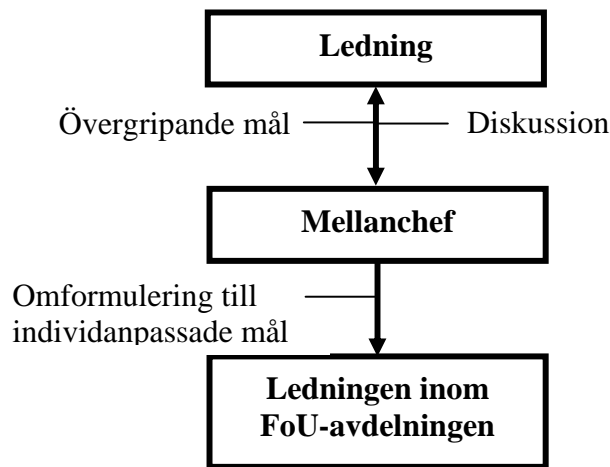 Ledning
Övergripande mål
Diskussion
Mellanchef
Omformulering till
individanpassade mål
Ledningen inom
FoU-avdelningen